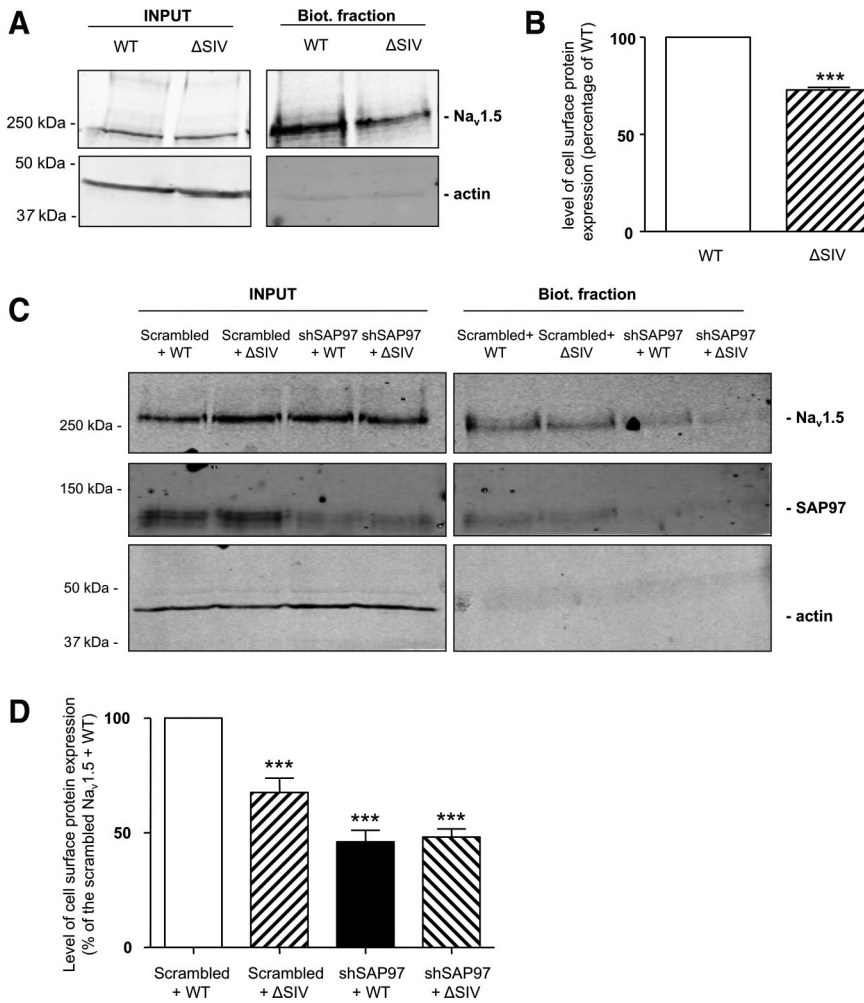 A
INPUT
Biot. fraction
WT
ΔSIV
WT
ΔSIV
250 kDa -
- Nav1.5
50 kDa -
- actin
37 kDa -
B
level of cell surface protein
expression (percentage of WT)
100
50
0
***
WT
ΔSIV
C
INPUT
Biot. fraction
Scrambled
+ WT
Scrambled
+ ΔSIV
shSAP97
+ WT
shSAP97
+ ΔSIV
Scrambled+
WT
Scrambled+
ΔSIV
shSAP97
+ WT
shSAP97
+ ΔSIV
250 kDa -
- Nav1.5
150 kDa -
- SAP97
50 kDa -
- actin
37 kDa -
D
Level of cell surface protein expression
(% of the scrambled Nav1.5 + WT)
100
50
0
***
***
***
Scrambled
+ WT
Scrambled
+ ΔSIV
shSAP97
+ WT
shSAP97
+ ΔSIV